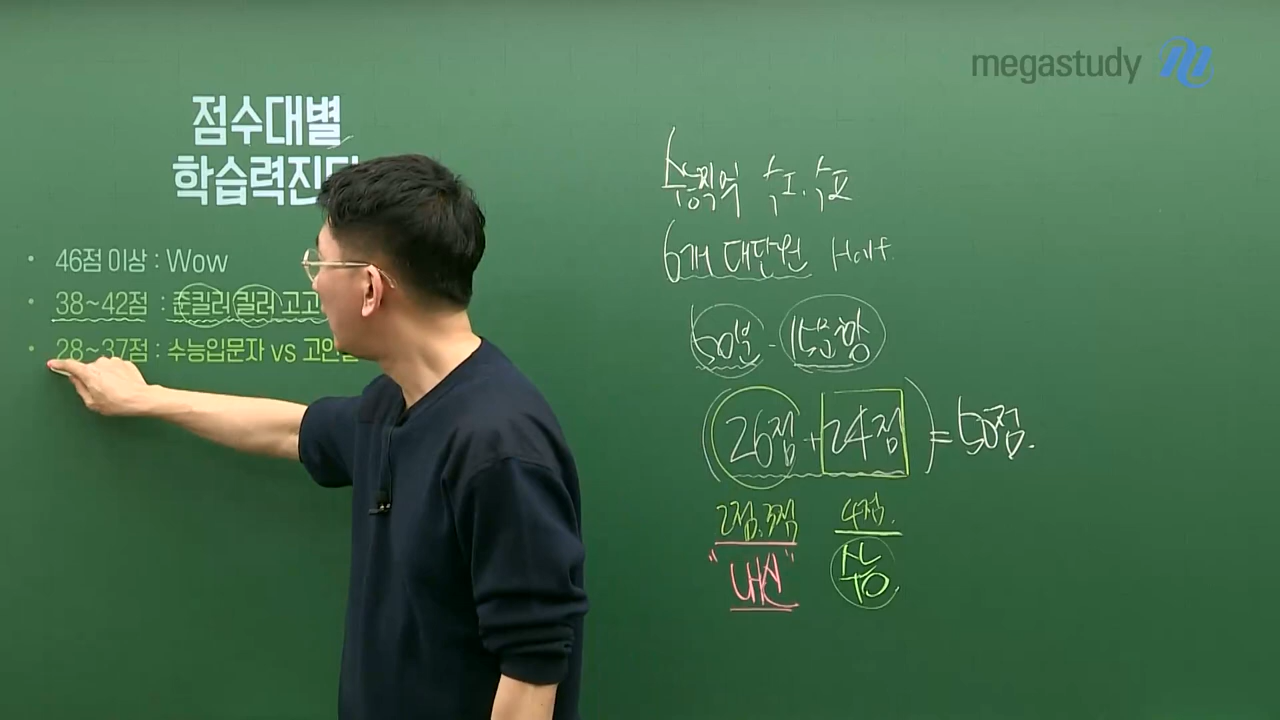 megastudy
점수대별
학습력진단
• 46점 이상 : Wow
• 38~42점 : 준킬러 킬러 고고
• 28~37점 : 수능입문자 vs 고인물
수직위 수I. 수II
6개 대단원 Half.
50분 - 15문항
(26점 + 24점) = 50점.
2점.3점 4점.
"내신" 수능